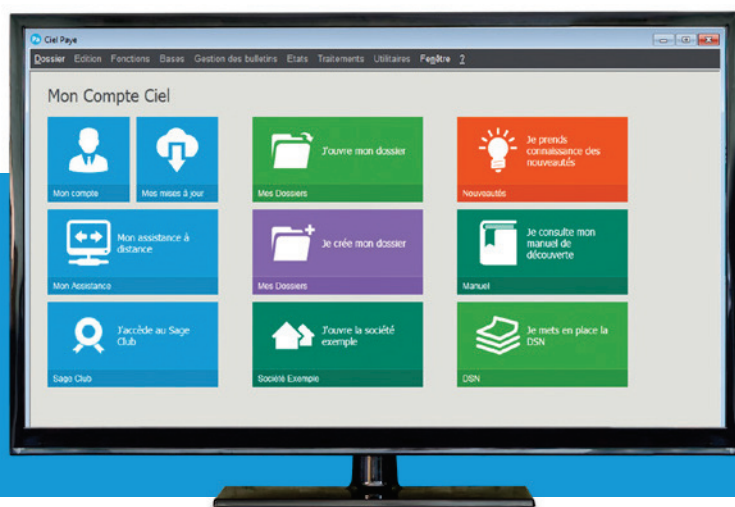 Ciel Paye
Dossier Edition Fonctions Bases Gestion des bulletins Etats Traitements Utilitaires Fenêtre ?
Mon Compte Ciel
Mon compte
Mes mises à jour
J'ouvre mon dossier
Mes Dossiers
Je prends
connaissance des
nouveautés
Nouveautés
Mon assistance à
distance
Mon Assistance
Je crée mon dossier
Mes Dossiers
Je consulte mon
manuel de
découverte
Manuel
J'accède au Sage
Club
Sage Club
J'ouvre la société
exemple
Société Exemple
Je mets en place la
DSN
DSN